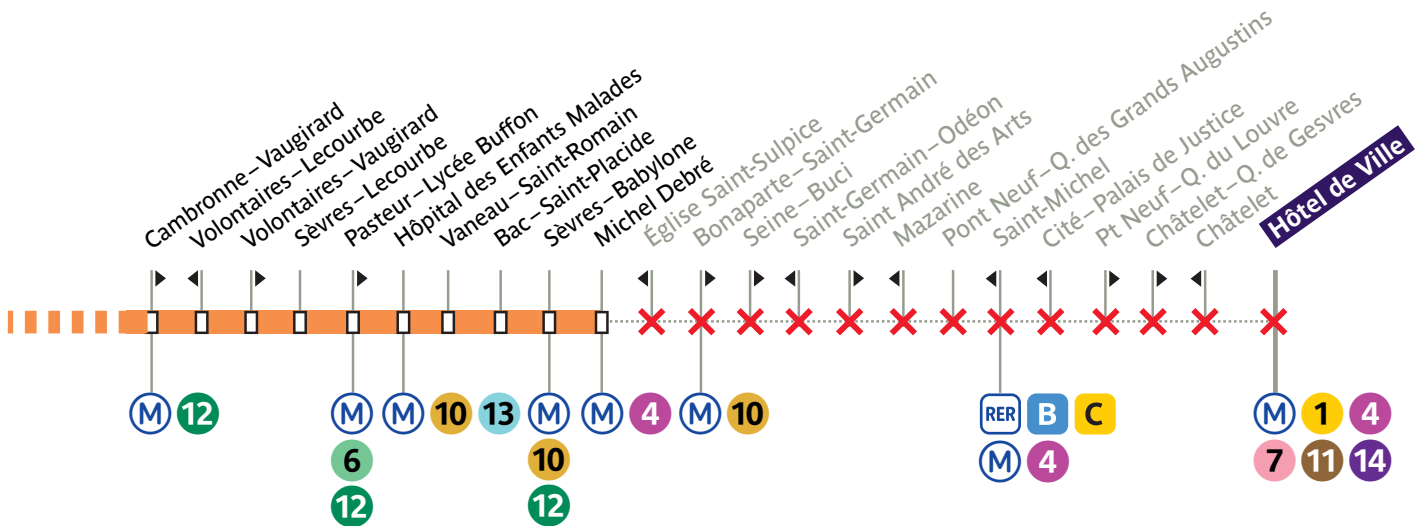 Cambronne–Vaugirard
Volontaires–Lecourbe
Volontaires–Vaugirard
Sèvres–Lecourbe
Pasteur–Lycée Buffon
Hôpital des Enfants Malades
Vaneau–Saint-Romain
Bac–Saint-Placide
Sèvres–Babylone
Michel Debré
Église Saint-Sulpice
Bonaparte–Saint-Germain
Seine–Buci
Saint-Germain–Odéon
Saint André des Arts
Mazarine
Pont Neuf–Q. des Grands Augustins
Saint-Michel
Cité–Palais de Justice
Pt Neuf–Q. du Louvre
Châtelet–Q. de Gesvres
Châtelet
Hôtel de Ville
M 12 M M 10 13 M M 4 M 10 RER B C M 1 4
6 10 M 4 7 11 14
12 12